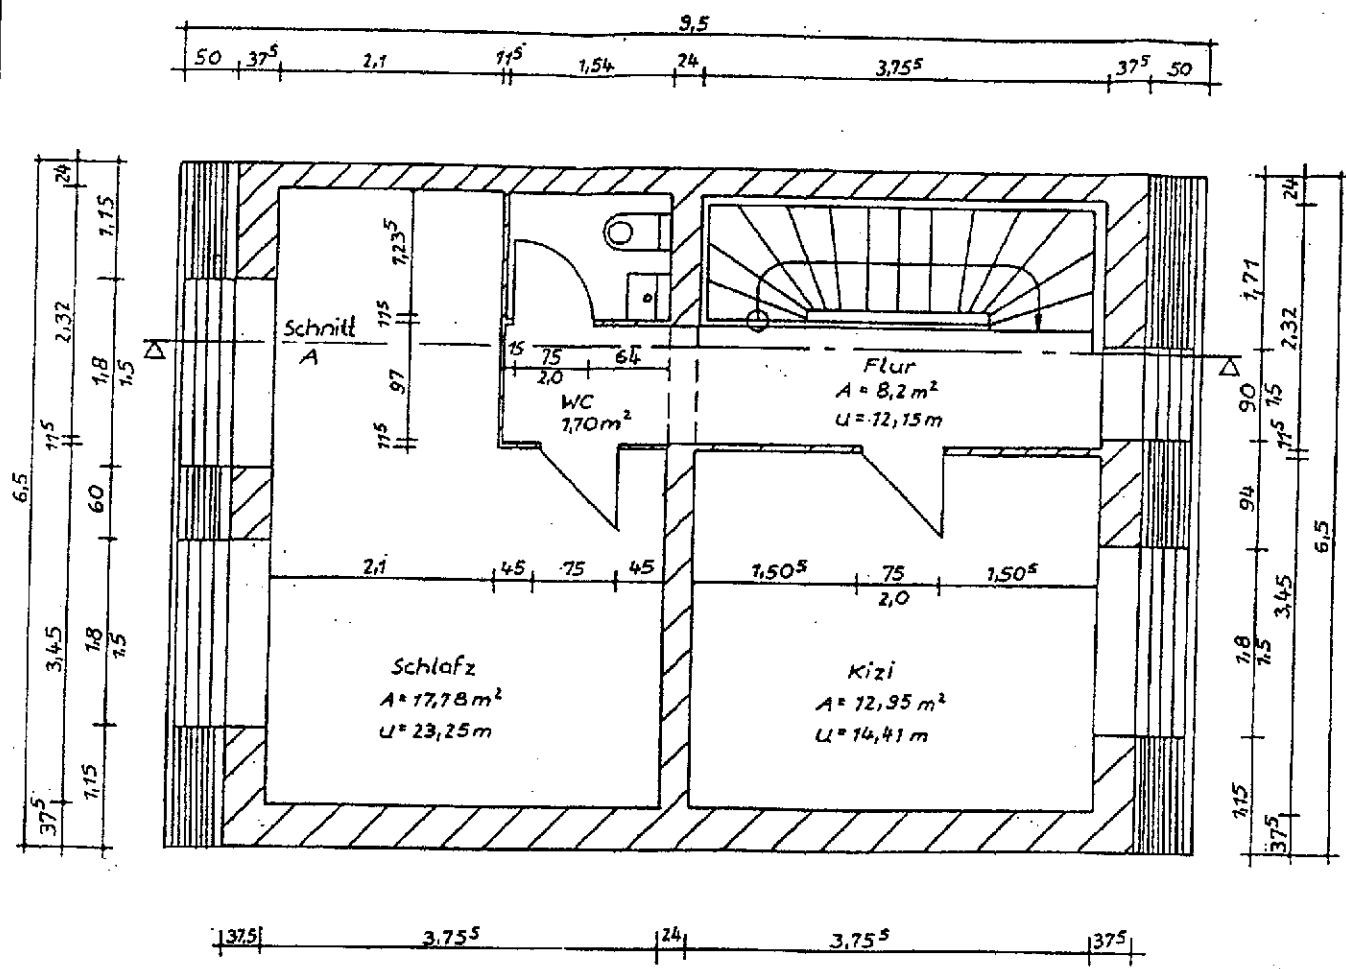 9,5
50 37⁵ 2,1 11⁵ 1,54 24 3,75⁵ 37⁵ 50
24 2,32 11⁵ 3,45 37⁵
6,5
1,15 1,8 60 1,8 1,15
1,5 1,5
1,23⁵
11⁵
97
11⁵
Schnitt
A
15 75 64
2,0
WC
1,70 m²
Flur
A = 8,2 m²
U = 12,15 m
2,1 45 75 45
1,50⁵ 75 1,50⁵
2,0
Schlafz
A = 17,78 m²
U = 23,25 m
Kizi
A = 12,95 m²
U = 14,41 m
1,71 90 94 1,8 1,15
1,5 1,5
24 2,32 11⁵ 3,45 37⁵
6,5
37,5 3,75⁵ 24 3,75⁵ 37⁵